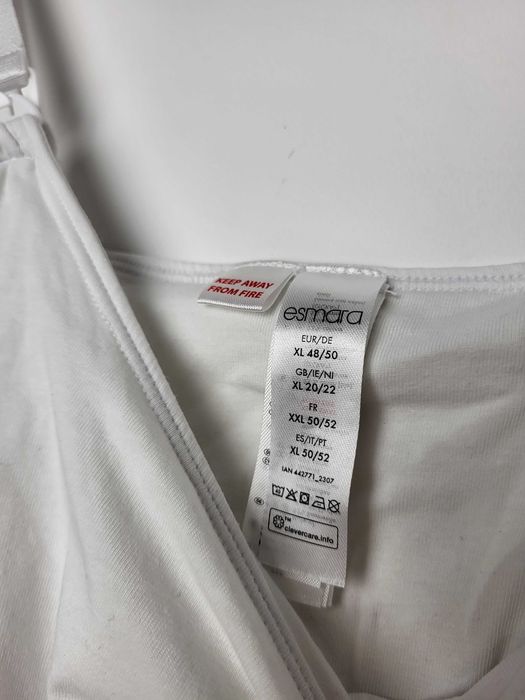 KEEP AWAY
FROM FIRE
esmara
EUR/DE
XL 48/50
GB/IE/NI
XL 20/22
FR
XXL 50/52
ES/IT/PT
XL 50/52
IAN 442771_2307
™
clevercare.info